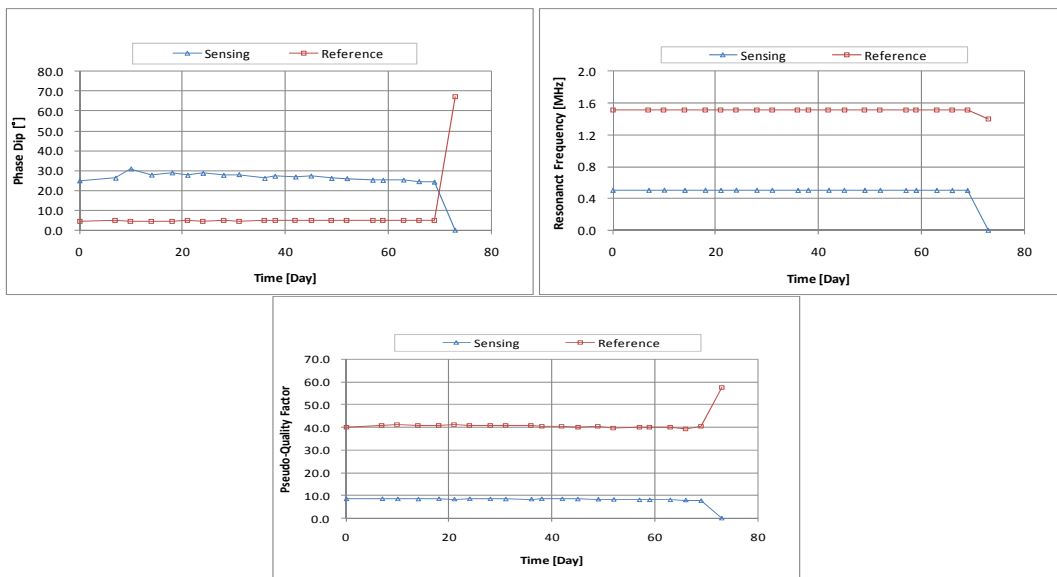 Sensing Reference
80.0
70.0
60.0
50.0
40.0
30.0
20.0
10.0
0.0
Phase Dip [°]
0 20 40 60 80
Time [Day]
Sensing Reference
2.0
1.6
1.2
0.8
0.4
0.0
Resonanct Frequency [MHz]
0 20 40 60 80
Time [Day]
Sensing Reference
70.0
60.0
50.0
40.0
30.0
20.0
10.0
0.0
Pseudo-Quality Factor
0 20 40 60 80
Time [Day]